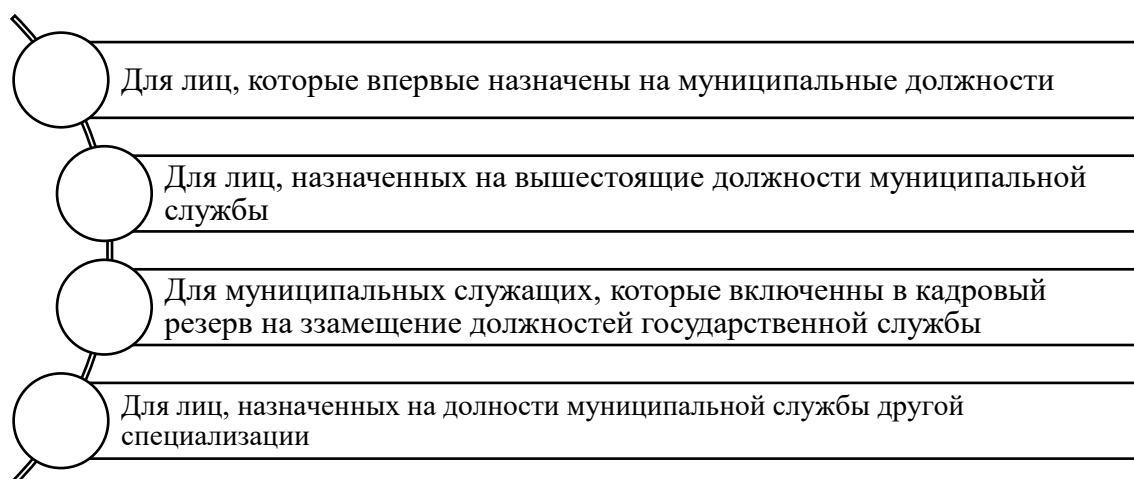 Для лиц, которые впервые назначены на муниципальные должности
Для лиц, назначенных на вышестоящие должности муниципальной
службы
Для муниципальных служащих, которые включенны в кадровый
резерв на ззамещение должностей государственной службы
Для лиц, назначенных на долности муниципальной службы другой
специализации